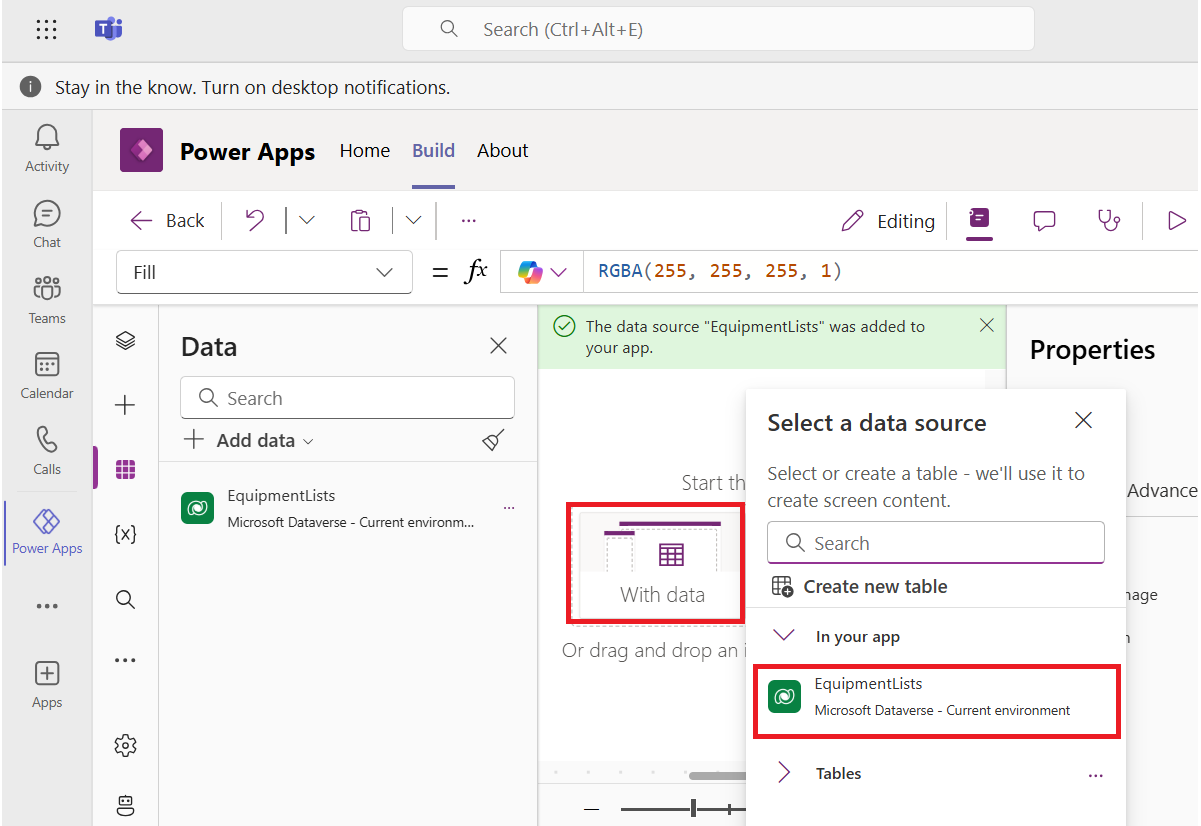 Search (Ctrl+Alt+E)
Stay in the know. Turn on desktop notifications.
Activity
Chat
Teams
Calendar
Calls
Power Apps
Apps
Power Apps Home Build About
Back
Editing
Fill
= fx
RGBA(255, 255, 255, 1)
Data
Search
Add data
EquipmentLists
Microsoft Dataverse - Current environm...
The data source "EquipmentLists" was added to
your app.
Start th
With data
Or drag and drop an i
Select a data source
Select or create a table - we'll use it to
create screen content.
Search
Create new table
In your app
EquipmentLists
Microsoft Dataverse - Current environment
Tables
Properties
Advance
nage